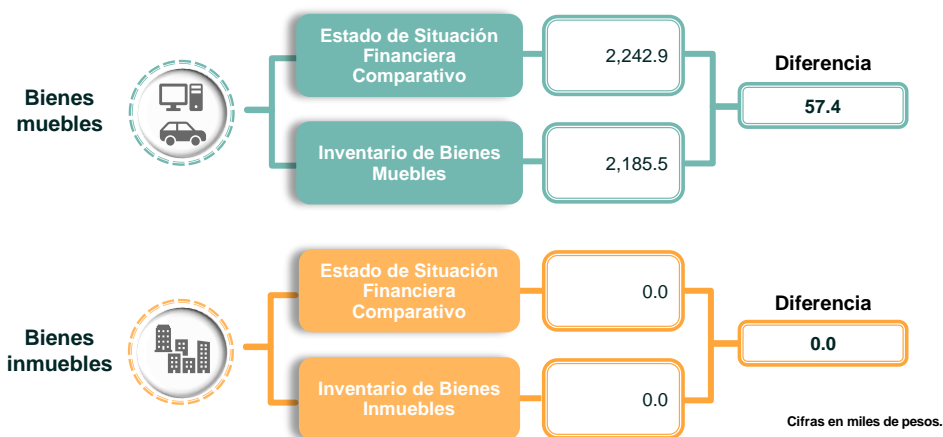 Bienes
muebles
Estado de Situación
Financiera
Comparativo
2,242.9
Inventario de Bienes
Muebles
2,185.5
Diferencia
57.4
Bienes
inmuebles
Estado de Situación
Financiera
Comparativo
0.0
Inventario de Bienes
Inmuebles
0.0
Diferencia
0.0
Cifras en miles de pesos.